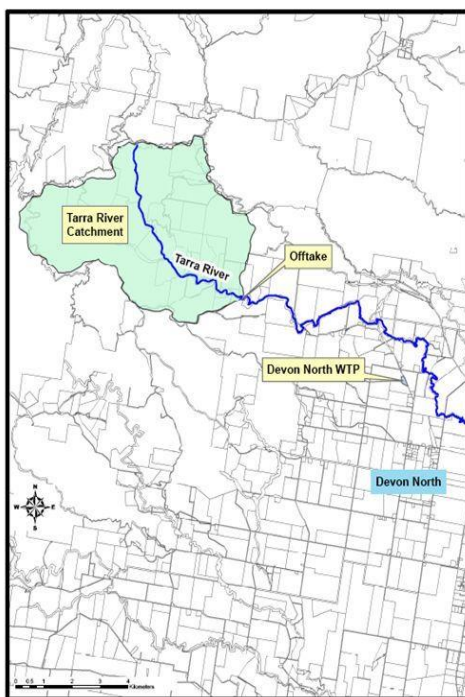 Tarra River
Catchment
Tarra River
Offtake
Devon North WTP
Devon North
N
W
E
S
0 0.5 1 2 3 4
Kilometers